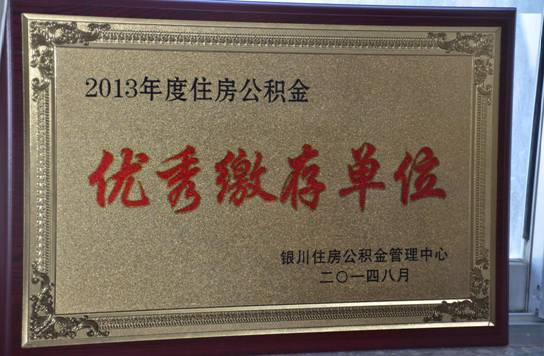 2013年度住房公积金
优秀缴存单位
银川住房公积金管理中心
二〇一四八月